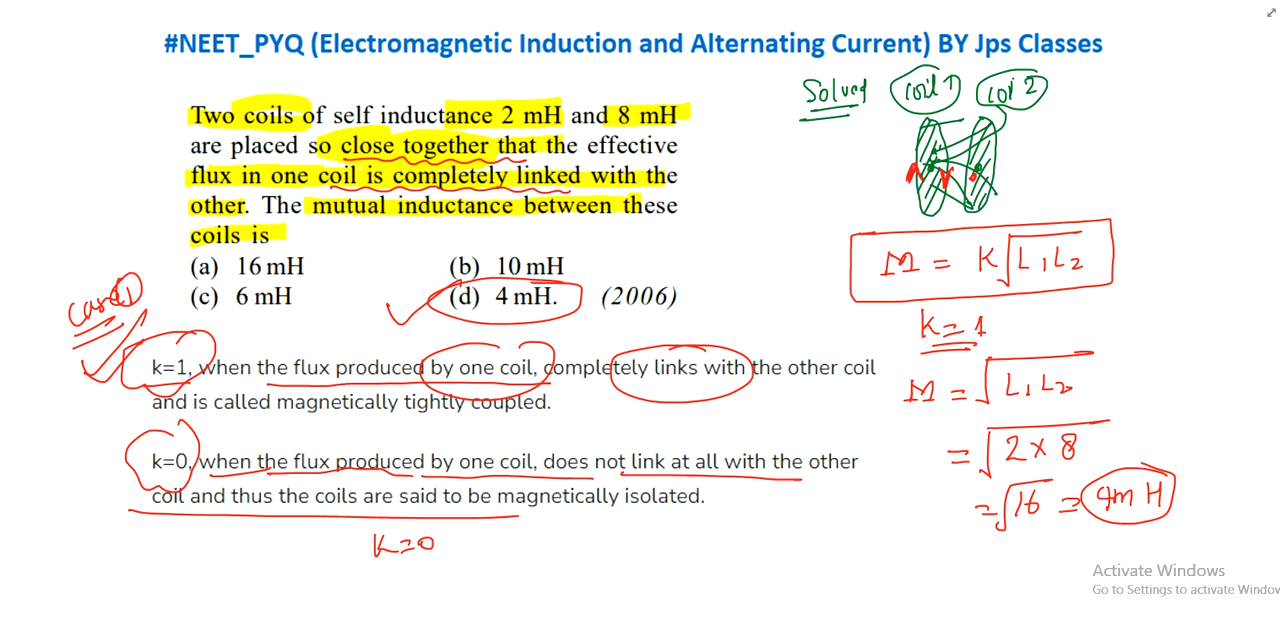 #NEET_PYQ (Electromagnetic Induction and Alternating Current) BY Jps Classes
Solved coil 1 coil 2
Two coils of self inductance 2 mH and 8 mH
are placed so close together that the effective
flux in one coil is completely linked with the
other. The mutual inductance between these
coils is
(a) 16 mH (b) 10 mH
(c) 6 mH (d) 4 mH. (2006)
case 1
k=1, when the flux produced by one coil, completely links with the other coil
and is called magnetically tightly coupled.
k=0, when the flux produced by one coil, does not link at all with the other
coil and thus the coils are said to be magnetically isolated.
K=0
M = K√L1L2
K=1
M = √L1L2
= √2×8
= √16 = 4mH
Activate Windows
Go to Settings to activate Window